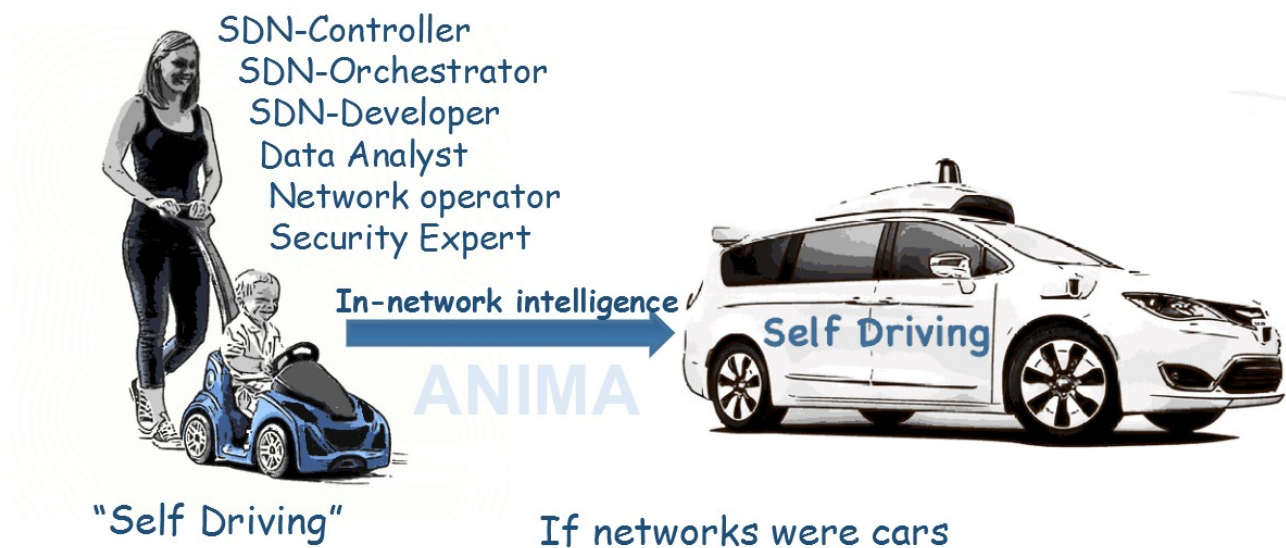 SDN-Controller
SDN-Orchestrator
SDN-Developer
Data Analyst
Network operator
Security Expert
In-network intelligence
ANIMA
Self Driving
“Self Driving”
If networks were cars